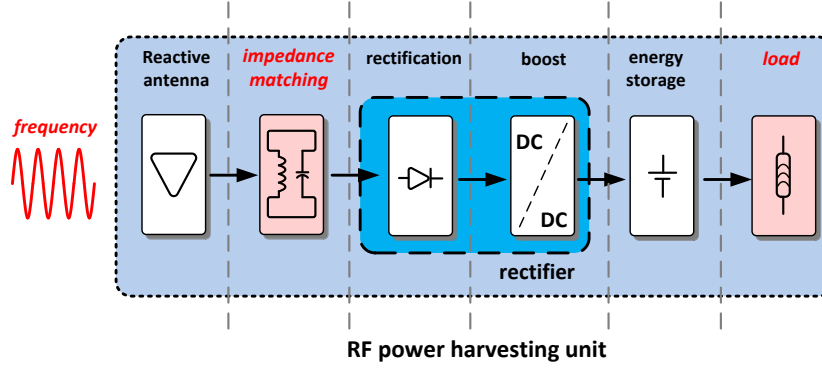 Reactive
antenna
impedance
matching
rectification
boost
energy
storage
load
frequency
DC
DC
rectifier
RF power harvesting unit